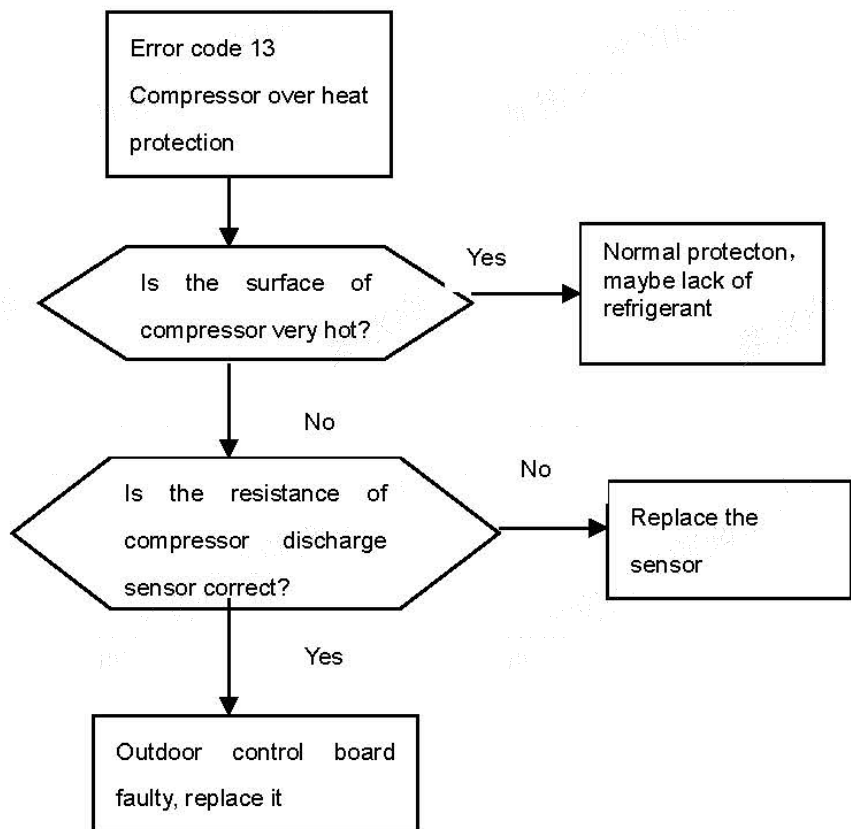 Error code 13
Compressor over heat
protection
Is the surface of
compressor very hot?
Yes
Normal protecton,
maybe lack of
refrigerant
No
Is the resistance of
compressor discharge
sensor correct?
No
Replace the
sensor
Yes
Outdoor control board
faulty, replace it